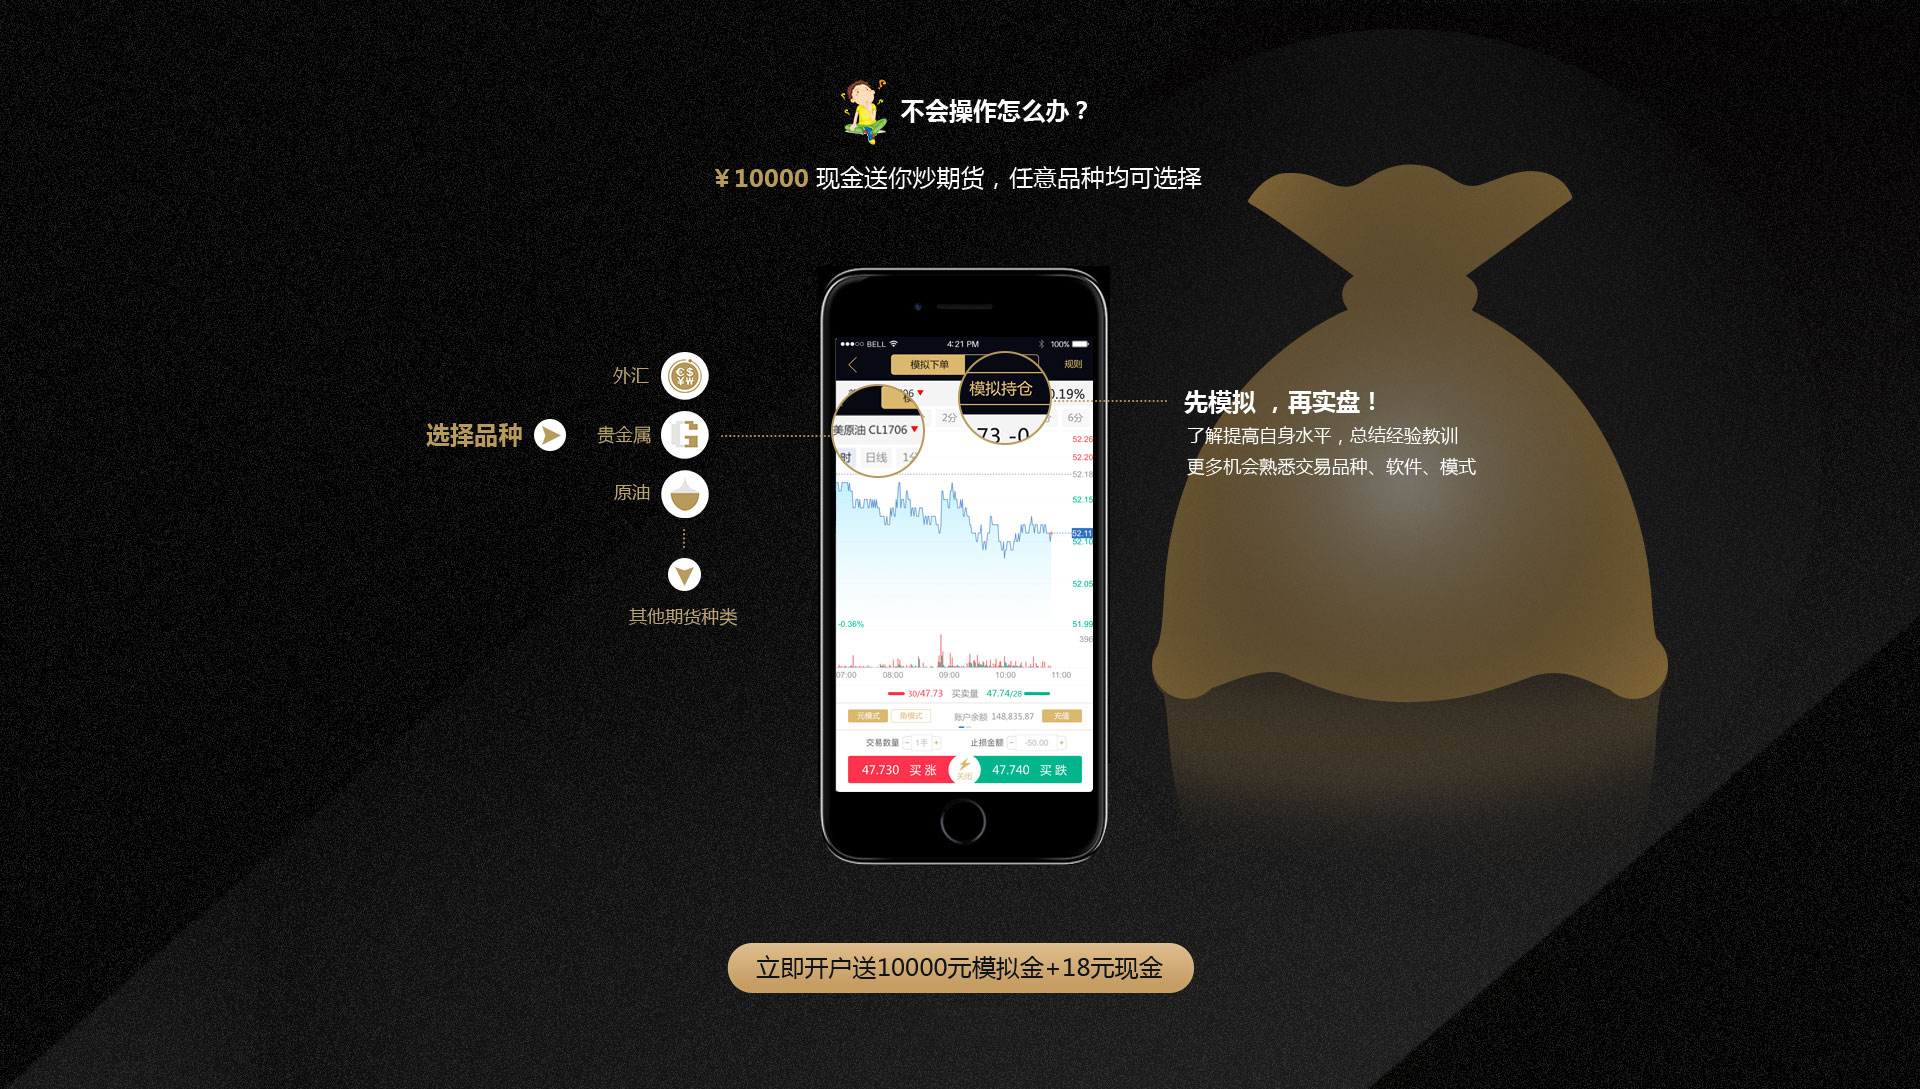 不会操作怎么办？
¥10000 现金送你炒期货，任意品种均可选择
选择品种
外汇
贵金属
原油
其他期货种类
BELL
4:21 PM
100%
模拟下单
规则
模拟持仓
0.19%
2分
6分
美原油 CL1706
73 -0
时 日线
52.26
52.20
52.18
52.15
52.11
52.10
52.05
51.99
-0.36%
396
07:00 08:00 09:00 10:00 11:00
30/47.73 买卖量 47.74/28
元模式 角模式 账户余额 148,835.87 充值
交易数量 − 1手 + 止损金额 − -50.00 +
47.730 买涨 关闭 47.740 买跌
先模拟 ，再实盘！
了解提高自身水平，总结经验教训
更多机会熟悉交易品种、软件、模式
立即开户送10000元模拟金+18元现金